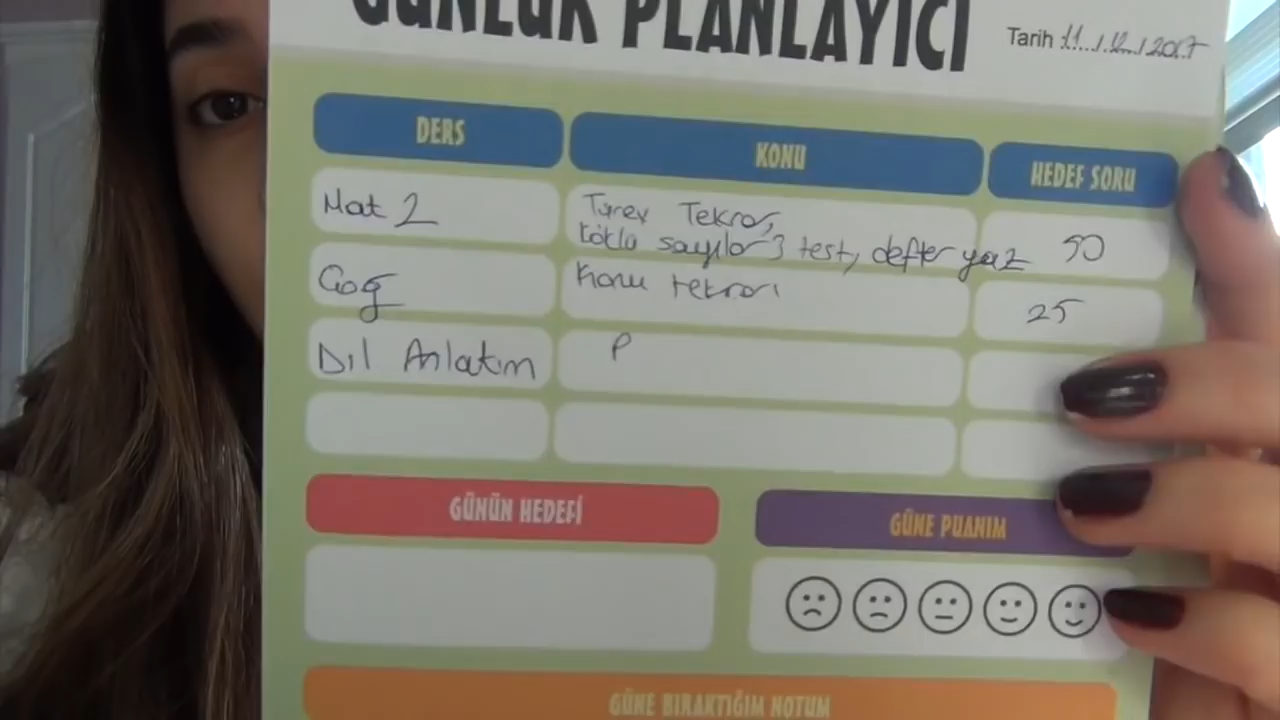 GÜNLÜK PLANLAYICI
Tarih 11/12/2017
DERS KONU HEDEF SORU
Mat 2 Türev Tekrar,
köklü sayılar 3 test, defter yaz 50
Coğ Konu tekrarı 25
Dil Anlatım P
GÜNÜN HEDEFİ GÜNE PUANIM
GÜNE BIRAKTIĞIM NOTUM